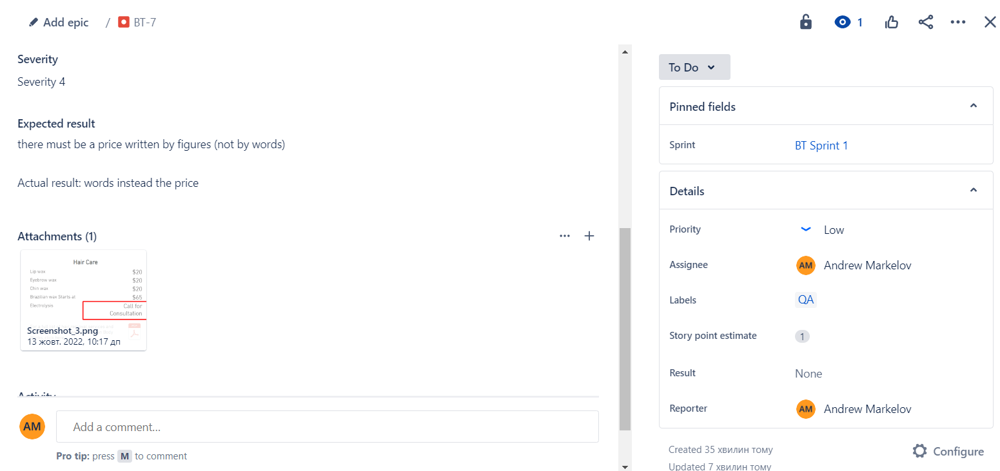 Add epic / BT-7
1
Severity
Severity 4
Expected result
there must be a price written by figures (not by words)
Actual result: words instead the price
Attachments (1)
Hair Care
Lip wax $20
Eyebrow wax $20
Chin wax $20
Brazilian wax Starts at $65
Electrolysis Call for
Consultation
Screenshot_3.png
13 жовт. 2022, 10:17 дп
Activity
AM Add a comment...
Pro tip: press M to comment
To Do
Pinned fields
Sprint BT Sprint 1
Details
Priority Low
Assignee AM Andrew Markelov
Labels QA
Story point estimate 1
Result None
Reporter AM Andrew Markelov
Created 35 хвилин тому
Configure
Updated 7 хвилин тому